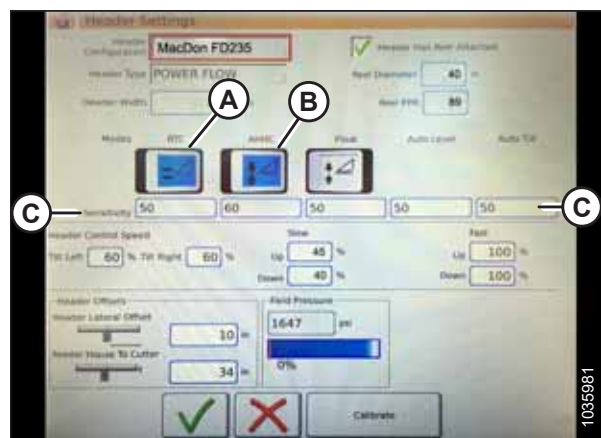 Header Settings
Header Configuration MacDon FD235
Header Has Reel Attached
Header Type POWER FLOW
Reel Diameter 40 in
Header Width
Reel PPR 89
A
B
Modes RTC AHHC Float Auto Level Auto Tilt
C Sensitivity 50 60 50 50 50 C
Header Control Speed
Slow
Fast
Tilt Left 60 % Tilt Right 60 %
Up 45 %
Up 100 %
Down 40 %
Down 100 %
Header Offsets
Field Pressure
Header Lateral Offset
10 in
1647 psi
Feeder House To Cutter
34 in
0%
Calibrate
1035981